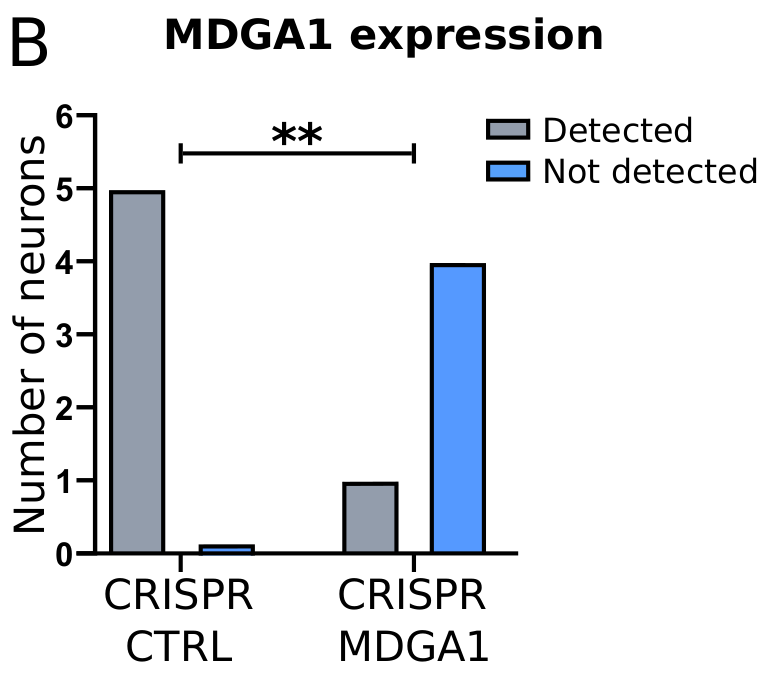 B
MDGA1 expression
Number of neurons
6
5
4
3
2
1
0
**
Detected
Not detected
CRISPR
CTRL
CRISPR
MDGA1